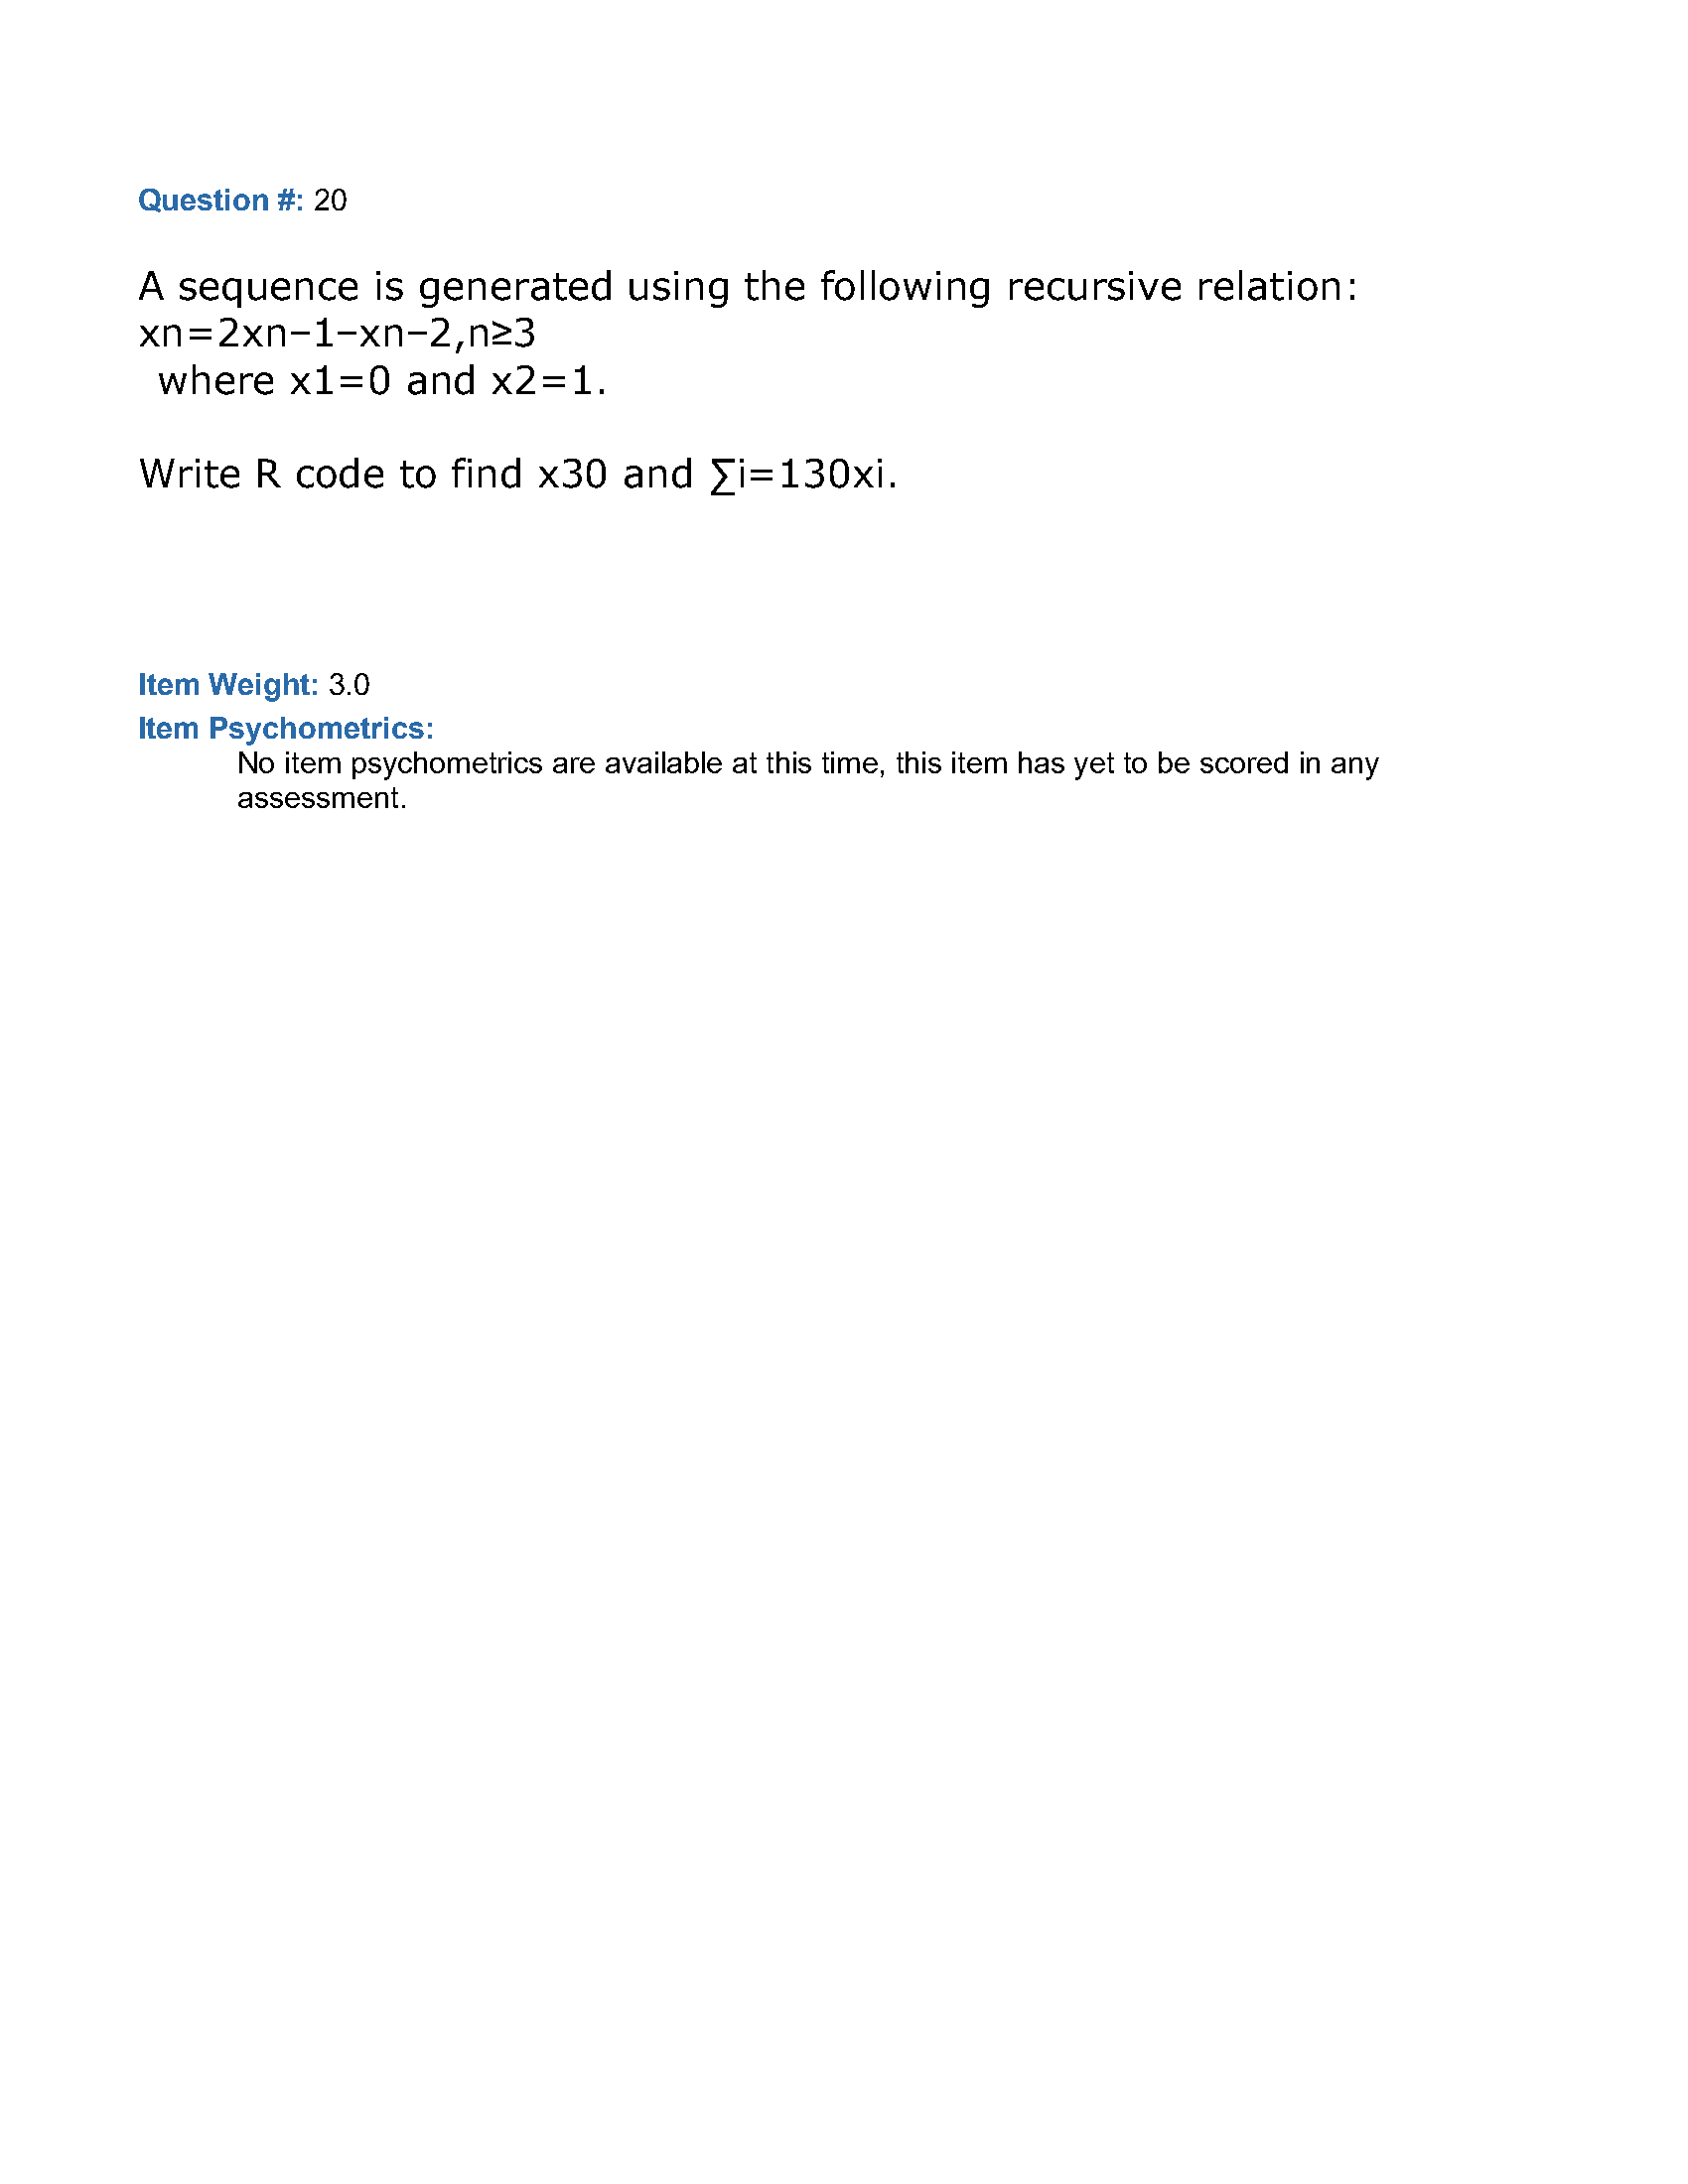 Question #: 20
A sequence is generated using the following recursive relation:
xn=2xn−1−xn−2,n≥3
where x1=0 and x2=1.
Write R code to find x30 and ∑i=130xi.
Item Weight: 3.0
Item Psychometrics:
No item psychometrics are available at this time, this item has yet to be scored in any
assessment.